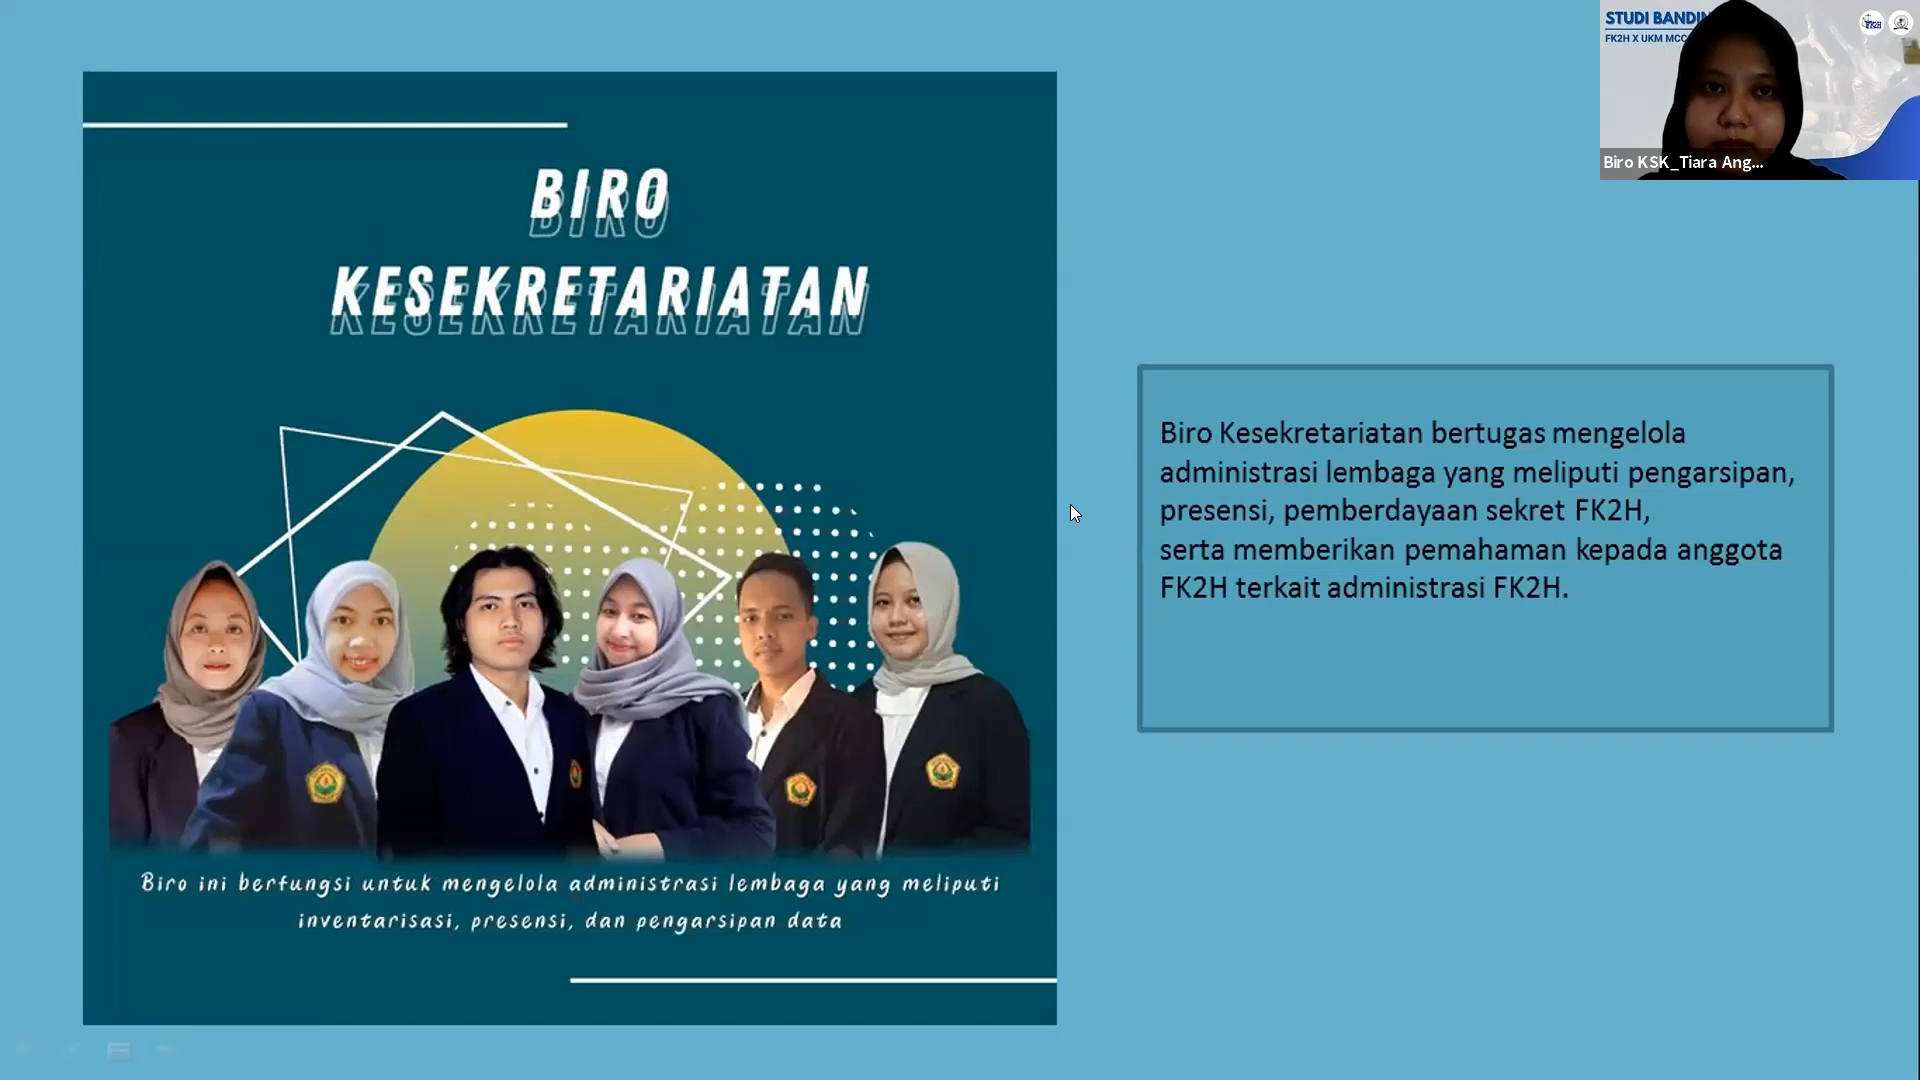 BIRO
KESEKRETARIATAN
Biro ini berfungsi untuk mengelola administrasi lembaga yang meliputi
inventarisasi, presensi, dan pengarsipan data
Biro Kesekretariatan bertugas mengelola
administrasi lembaga yang meliputi pengarsipan,
presensi, pemberdayaan sekret FK2H,
serta memberikan pemahaman kepada anggota
FK2H terkait administrasi FK2H.
STUDI BANDIN
FK2H X UKM MCC
Biro KSK_Tiara Ang...